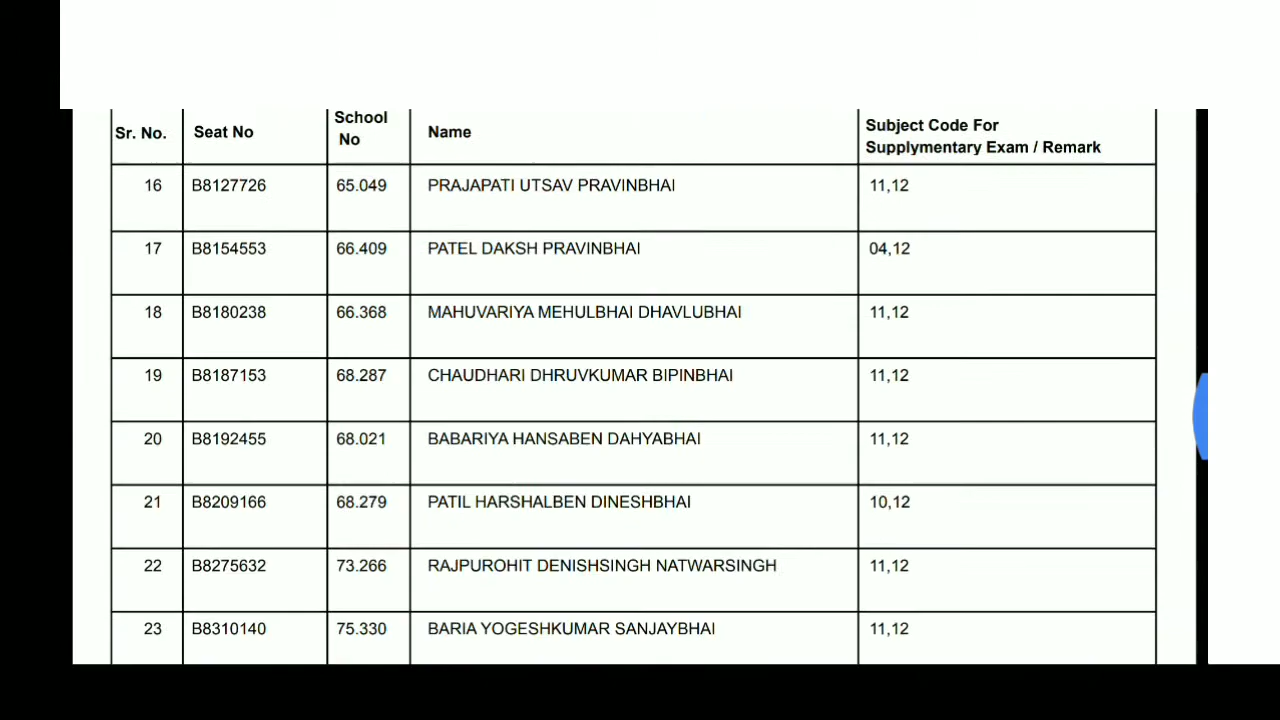 Sr. No. Seat No School No Name Subject Code For Supplymentary Exam / Remark
16 B8127726 65.049 PRAJAPATI UTSAV PRAVINBHAI 11,12
17 B8154553 66.409 PATEL DAKSH PRAVINBHAI 04,12
18 B8180238 66.368 MAHUVARIYA MEHULBHAI DHAVLUBHAI 11,12
19 B8187153 68.287 CHAUDHARI DHRUVKUMAR BIPINBHAI 11,12
20 B8192455 68.021 BABARIYA HANSABEN DAHYABHAI 11,12
21 B8209166 68.279 PATIL HARSHALBEN DINESHBHAI 10,12
22 B8275632 73.266 RAJPUROHIT DENISHSINGH NATWARSINGH 11,12
23 B8310140 75.330 BARIA YOGESHKUMAR SANJAYBHAI 11,12